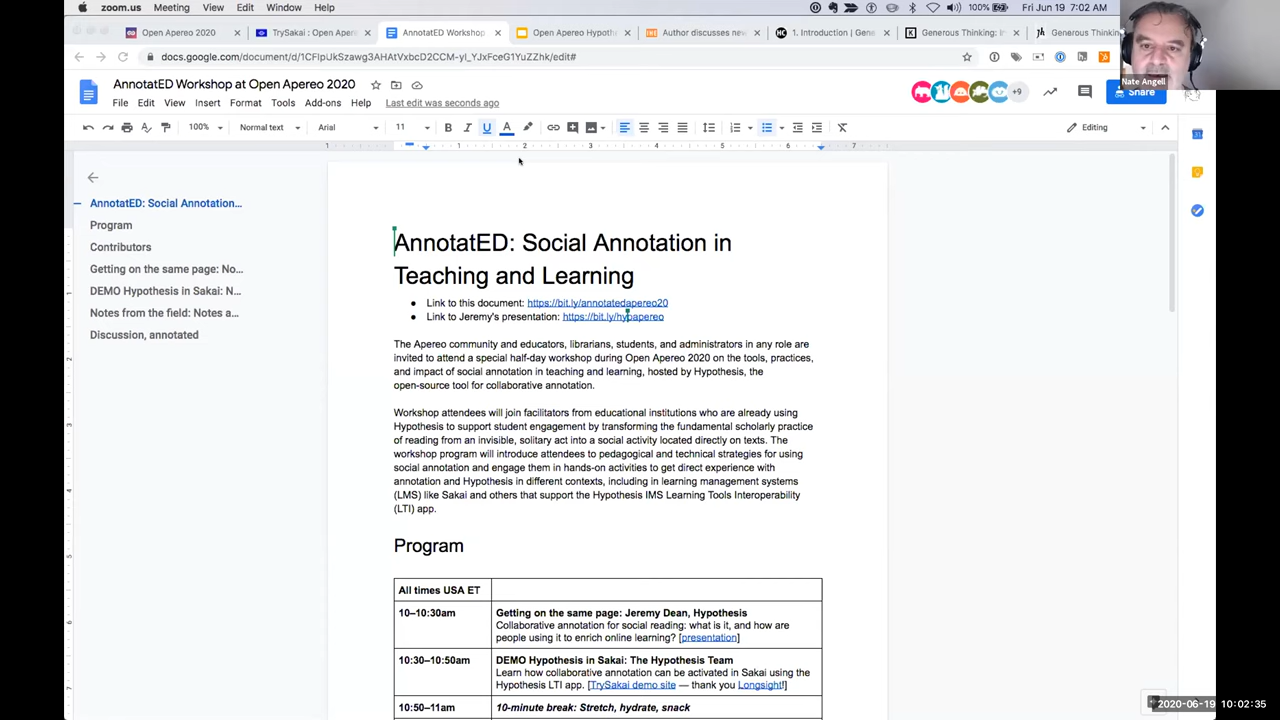 zoom.us Meeting View Edit Window Help
100% Fri Jun 19 7:02 AM
Open Apereo 2020
TrySakai : Open Apere
AnnotatED Workshop
Open Apereo Hypoth
Author discusses new
1. Introduction | Gene
Generous Thinking: In
Generous Thinkin
docs.google.com/document/d/1CFIpUkSzawg3AHAtVxbcD2CCM-yI_YJxFceG1YuZZhk/edit#
Nate Angell
AnnotatED Workshop at Open Apereo 2020
File Edit View Insert Format Tools Add-ons Help Last edit was seconds ago
+9
Share
100% Normal text Arial 11 B I U A Editing
1 1 2 3 4 5 6 7
AnnotatED: Social Annotation...
Program
Contributors
Getting on the same page: No...
DEMO Hypothesis in Sakai: N...
Notes from the field: Notes a...
Discussion, annotated
AnnotatED: Social Annotation in
Teaching and Learning
● Link to this document: https://bit.ly/annotatedapereo20
● Link to Jeremy's presentation: https://bit.ly/hypapereo
The Apereo community and educators, librarians, students, and administrators in any role are
invited to attend a special half-day workshop during Open Apereo 2020 on the tools, practices,
and impact of social annotation in teaching and learning, hosted by Hypothesis, the
open-source tool for collaborative annotation.
Workshop attendees will join facilitators from educational institutions who are already using
Hypothesis to support student engagement by transforming the fundamental scholarly practice
of reading from an invisible, solitary act into a social activity located directly on texts. The
workshop program will introduce attendees to pedagogical and technical strategies for using
social annotation and engage them in hands-on activities to get direct experience with
annotation and Hypothesis in different contexts, including in learning management systems
(LMS) like Sakai and others that support the Hypothesis IMS Learning Tools Interoperability
(LTI) app.
Program
All times USA ET
10–10:30am
Getting on the same page: Jeremy Dean, Hypothesis
Collaborative annotation for social reading: what is it, and how are
people using it to enrich online learning? [presentation]
10:30–10:50am
DEMO Hypothesis in Sakai: The Hypothesis Team
Learn how collaborative annotation can be activated in Sakai using the
Hypothesis LTI app. [TrySakai demo site — thank you Longsight!]
10:50–11am
10-minute break: Stretch, hydrate, snack
2020-06-19 10:02:35